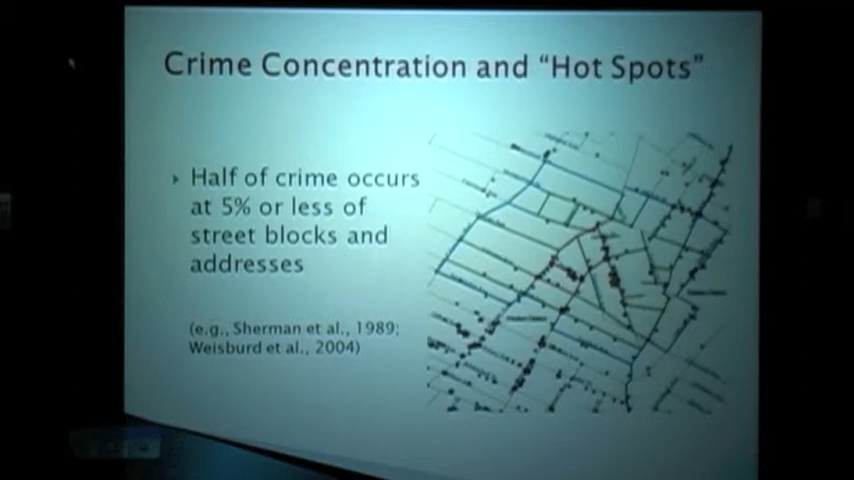 Crime Concentration and “Hot Spots”
Half of crime occurs
at 5% or less of
street blocks and
addresses
(e.g., Sherman et al., 1989;
Weisburd et al., 2004)